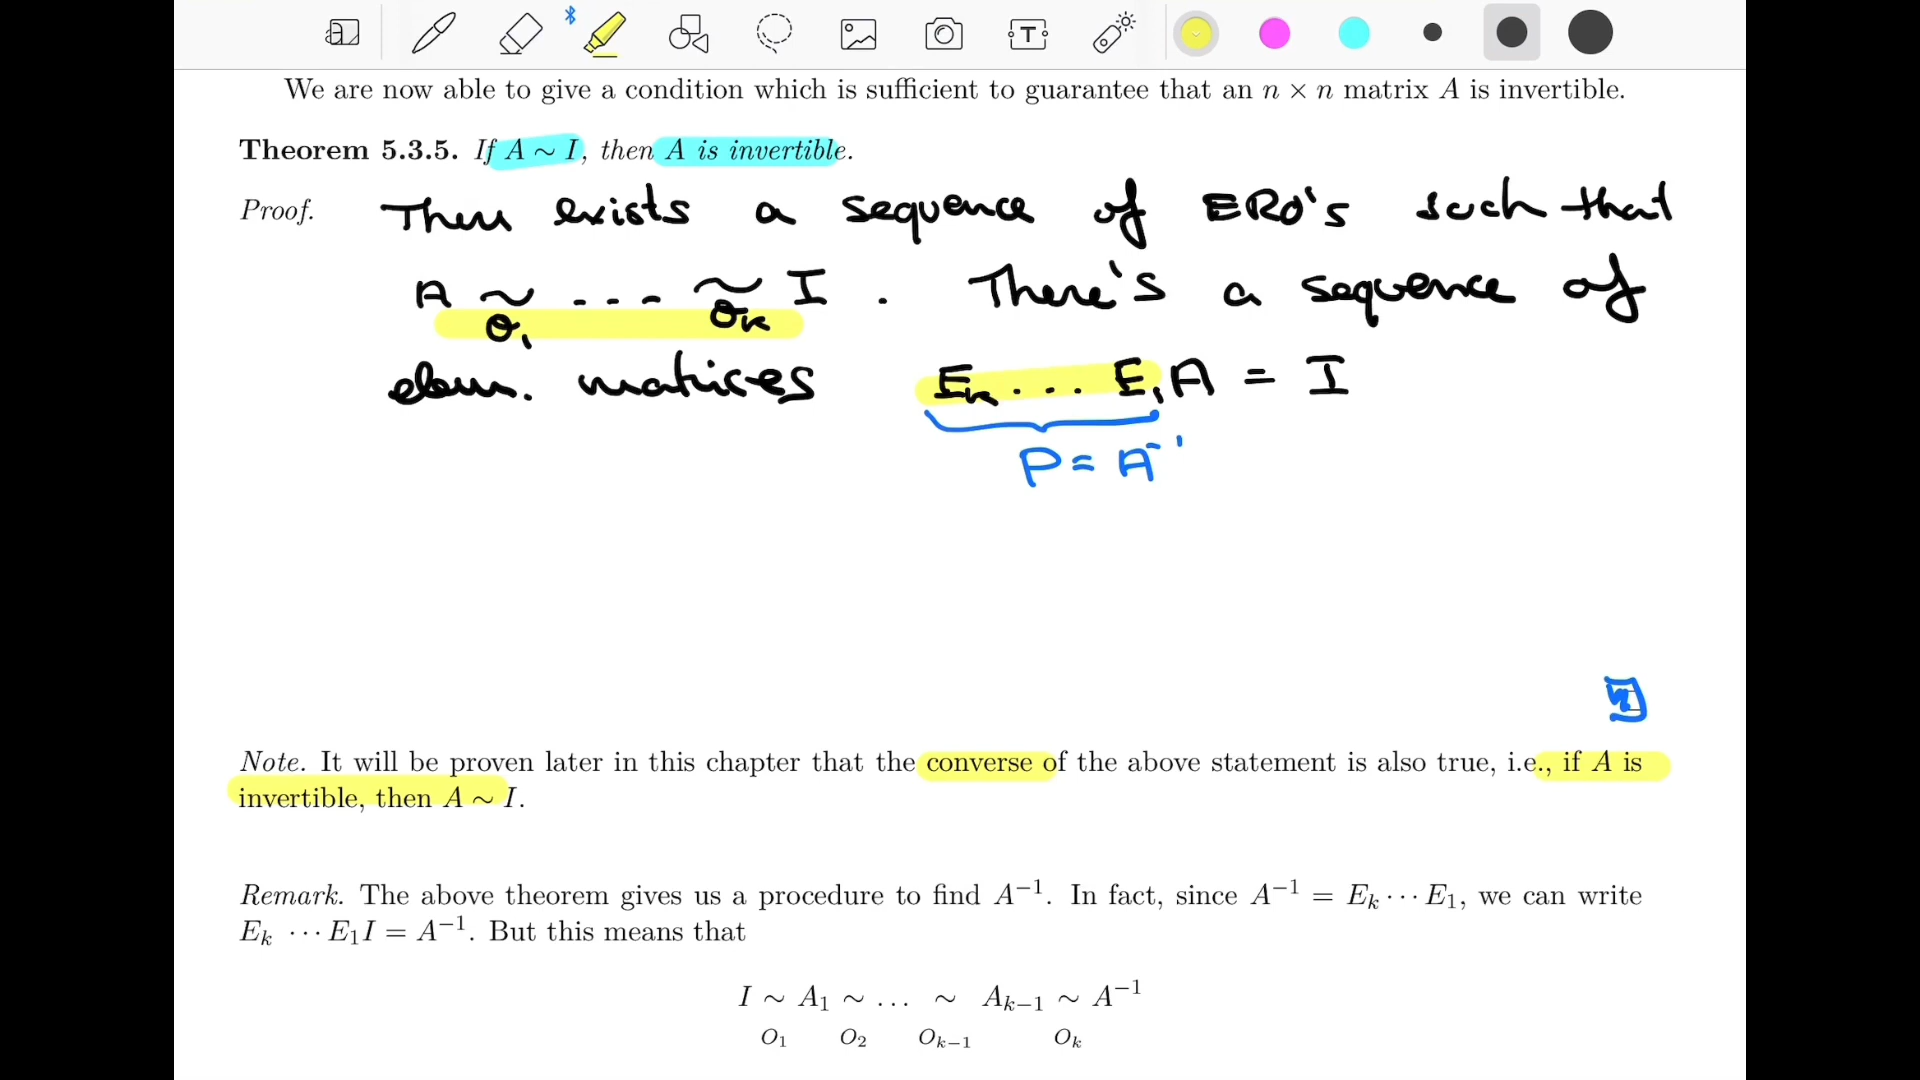 We are now able to give a condition which is sufficient to guarantee that an n × n matrix A is invertible.
Theorem 5.3.5. If A ∼ I, then A is invertible.
Prof. There exists a sequence of ERO's such that
A ∼ ... ∼ I . There's a sequence of
O₁ Oₖ
elem. matrices Eₖ ... E₁A = I
P = A⁻¹
Note. It will be proven later in this chapter that the converse of the above statement is also true, i.e., if A is
invertible, then A ∼ I.
Remark. The above theorem gives us a procedure to find A⁻¹. In fact, since A⁻¹ = Eₖ ··· E₁, we can write
Eₖ ··· E₁I = A⁻¹. But this means that
I ∼ A₁ ∼ ... ∼ Aₖ₋₁ ∼ A⁻¹
O₁ O₂ Oₖ₋₁ Oₖ